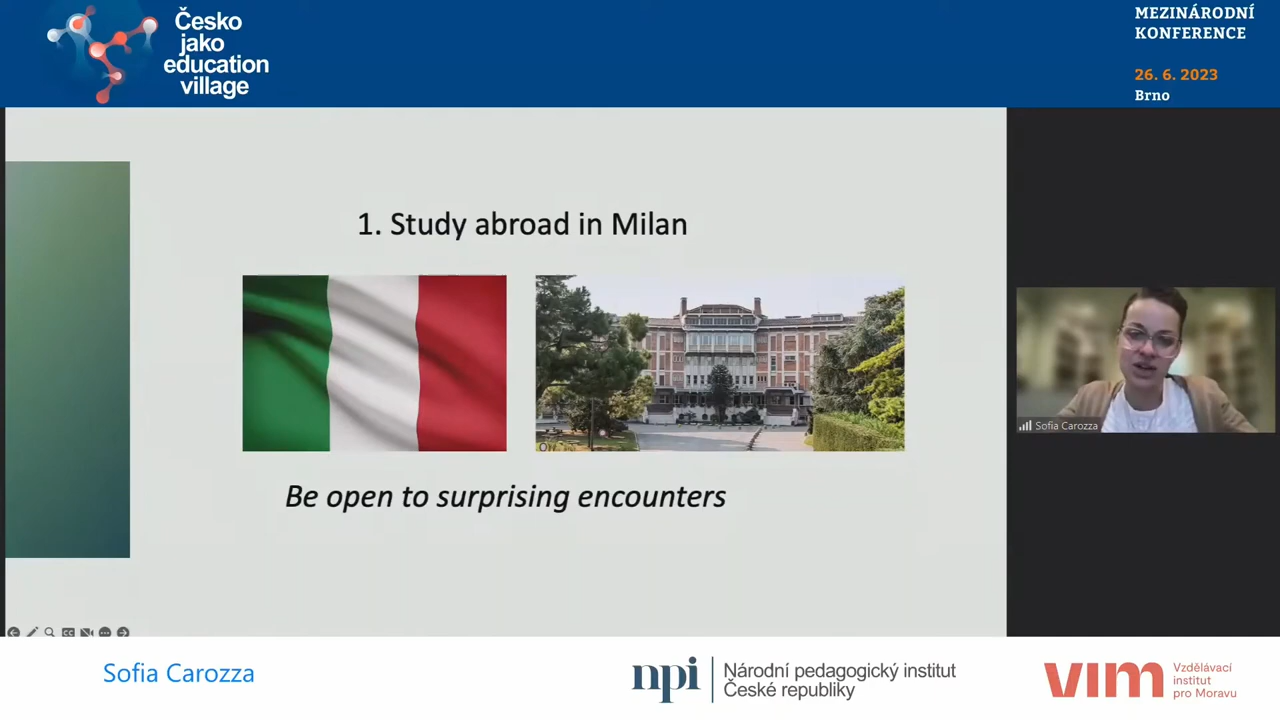 Česko
jako
education
village
MEZINÁRODNÍ
KONFERENCE
26. 6. 2023
Brno
1. Study abroad in Milan
Be open to surprising encounters
Sofia Carozza
Sofia Carozza
npi
Národní pedagogický institut
České republiky
vim
Vzdělávací
institut
pro Moravu